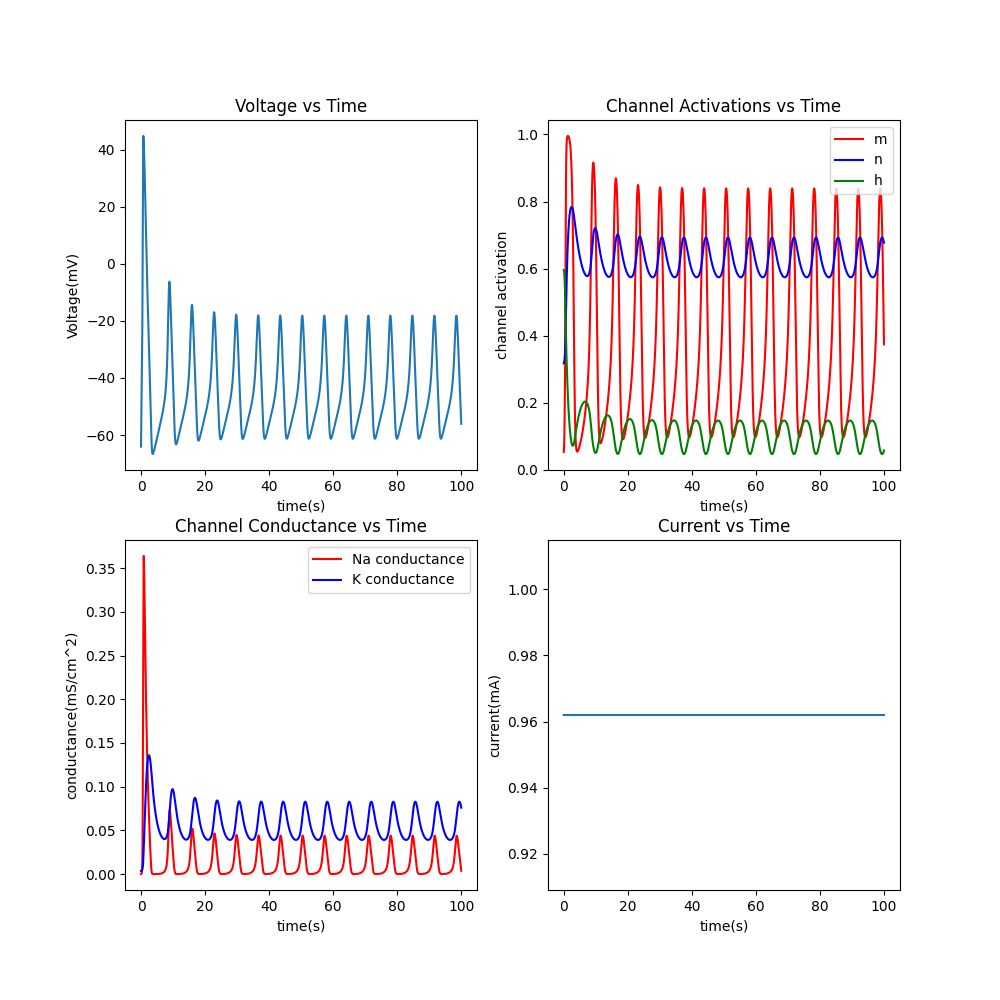 Voltage vs Time
Voltage(mV)
40
20
0
−20
−40
−60
0 20 40 60 80 100
time(s)
Channel Activations vs Time
channel activation
1.0
0.8
0.6
0.4
0.2
0.0
m
n
h
0 20 40 60 80 100
time(s)
Channel Conductance vs Time
conductance(mS/cm^2)
0.35
0.30
0.25
0.20
0.15
0.10
0.05
0.00
Na conductance
K conductance
0 20 40 60 80 100
time(s)
Current vs Time
current(mA)
1.00
0.98
0.96
0.94
0.92
0 20 40 60 80 100
time(s)